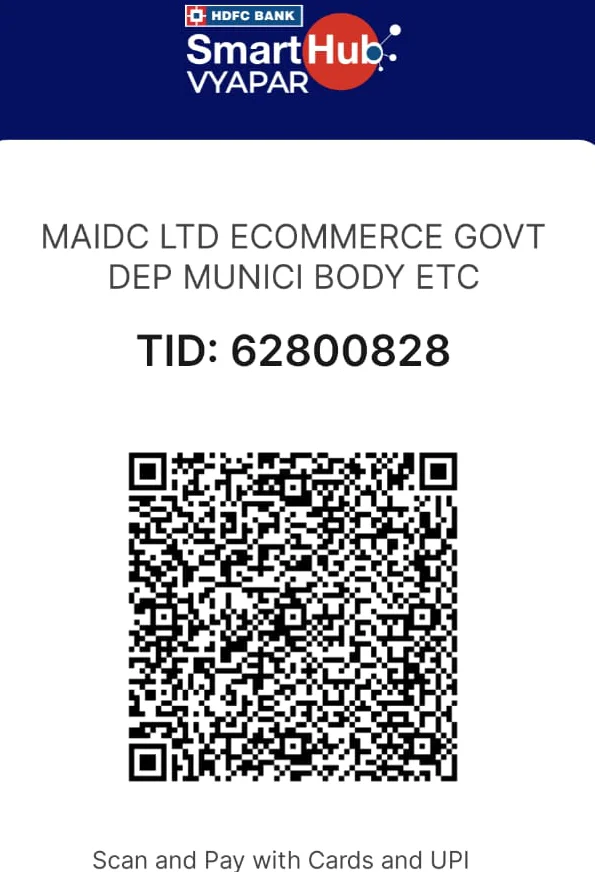 HDFC BANK
SmartHub
VYAPAR
MAIDC LTD ECOMMERCE GOVT
DEP MUNICI BODY ETC
TID: 62800828
Scan and Pay with Cards and UPI